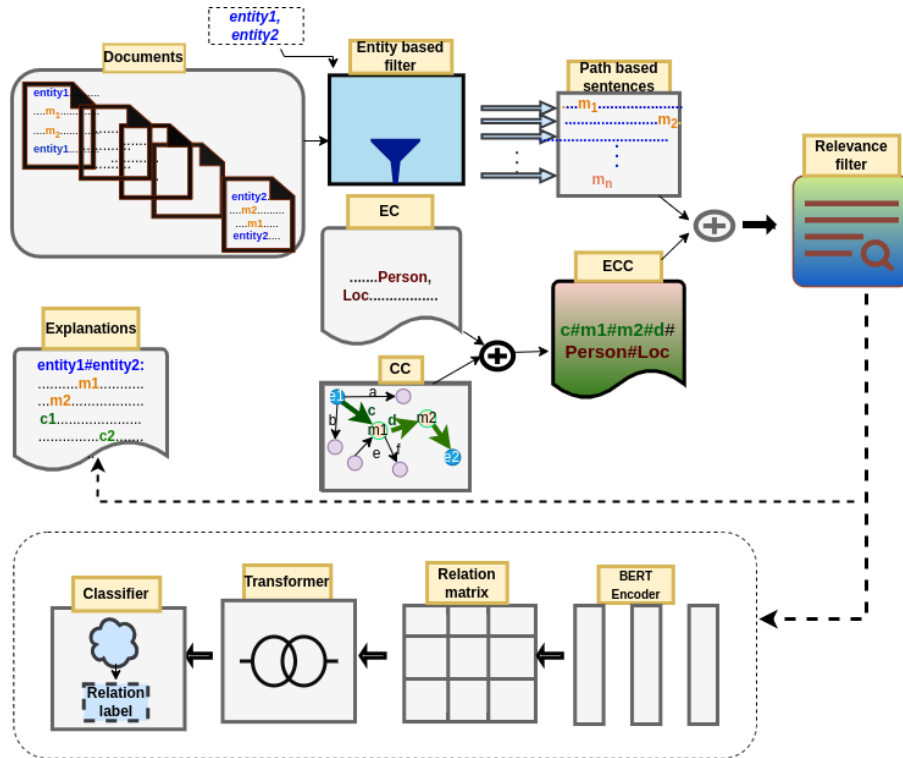 entity1,
entity2
Documents
entity1..........
....m1.........
....m2.........
entity1........
entity2....
....m2.........
....m1.....
entity2....
Entity based
filter
Path based
sentences
......m1..................
m2
mn
Relevance
filter
EC
.......Person,
Loc.................
ECC
c#m1#m2#d#
Person#Loc
CC
e1
a
b
c
d
m1
m2
e
f
e2
Explanations
entity1#entity2:
..........m1.....
...m2..............
c1...................
...............c2.......
Classifier
Relation
label
Transformer
Relation
matrix
BERT
Encoder